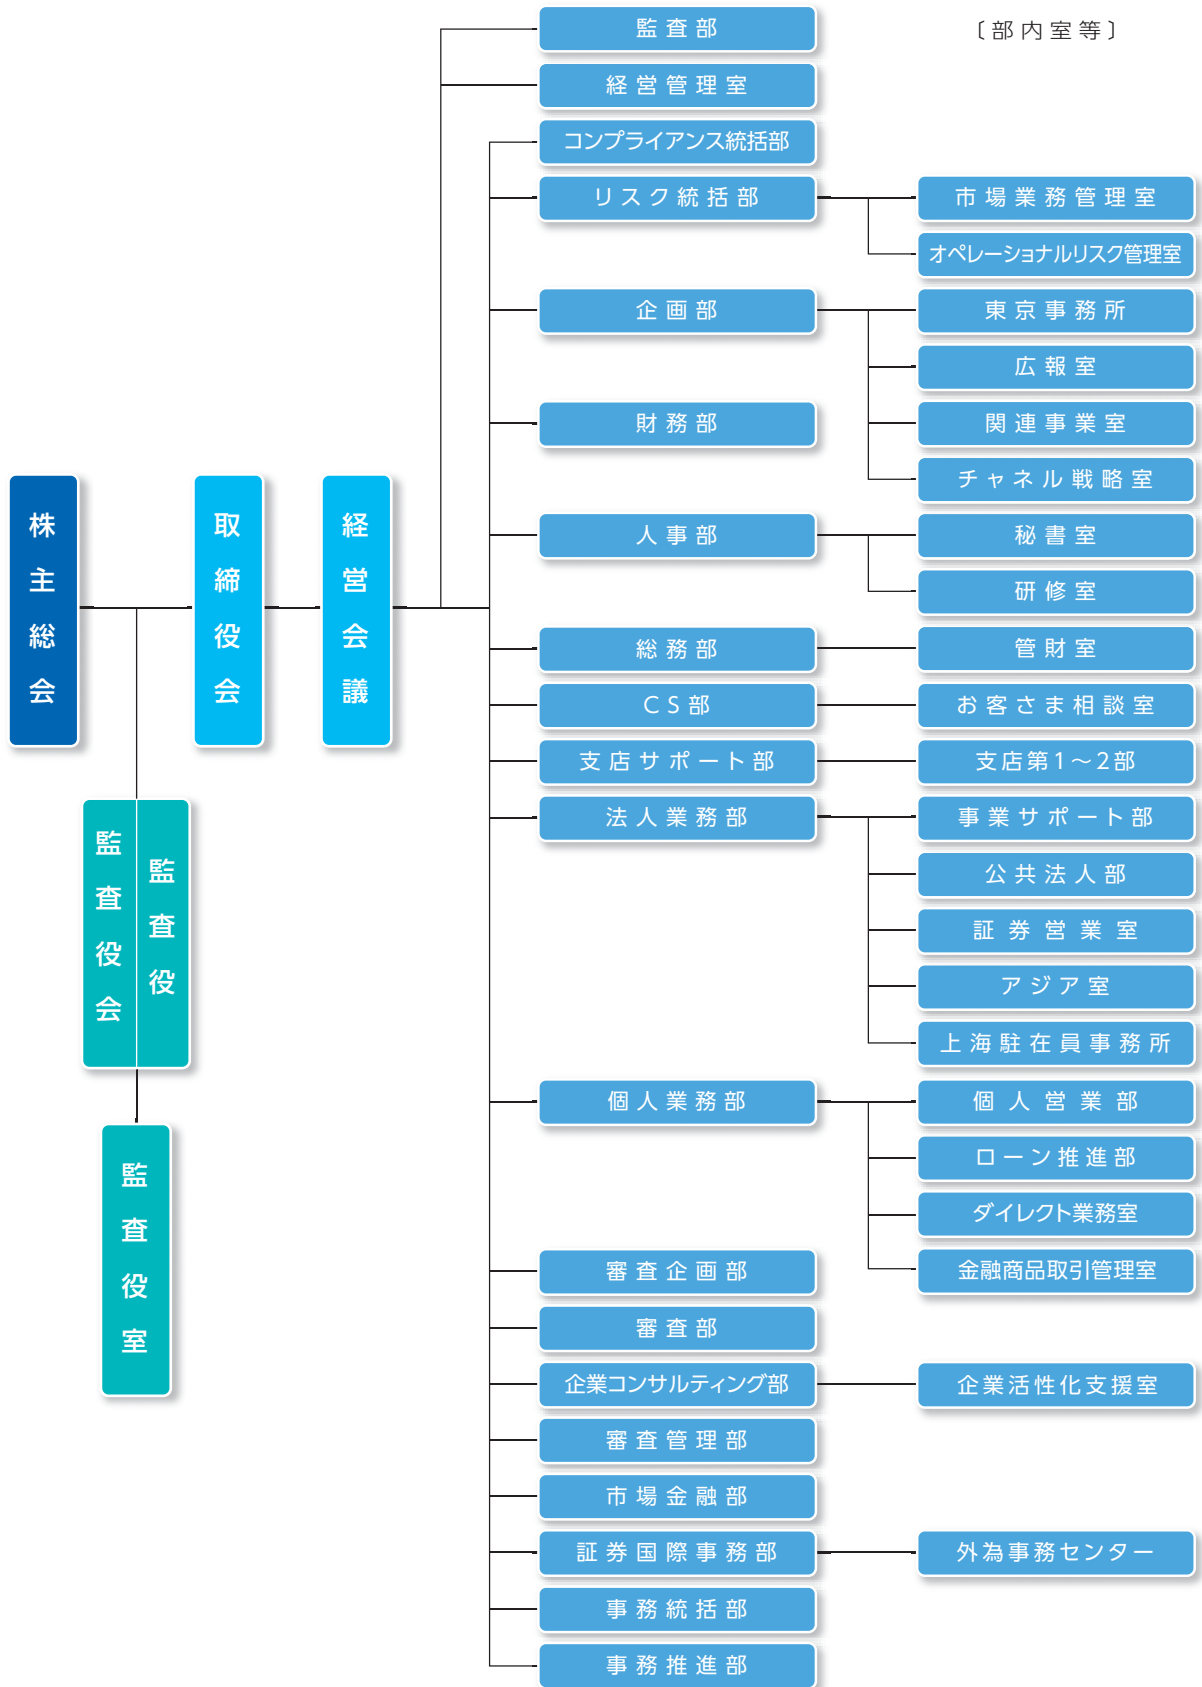 〔部内室等〕
株主総会
取締役会
経営会議
監査役会
監査役
監査役室
監査部
経営管理室
コンプライアンス統括部
リスク統括部
市場業務管理室
オペレーショナルリスク管理室
企画部
東京事務所
広報室
関連事業室
チャネル戦略室
財務部
人事部
秘書室
研修室
総務部
管財室
CS部
お客さま相談室
支店サポート部
支店第1～2部
法人業務部
事業サポート部
公共法人部
証券営業室
アジア室
上海駐在員事務所
個人業務部
個人営業部
ローン推進部
ダイレクト業務室
金融商品取引管理室
審査企画部
審査部
企業コンサルティング部
企業活性化支援室
審査管理部
市場金融部
証券国際事務部
外為事務センター
事務統括部
事務推進部